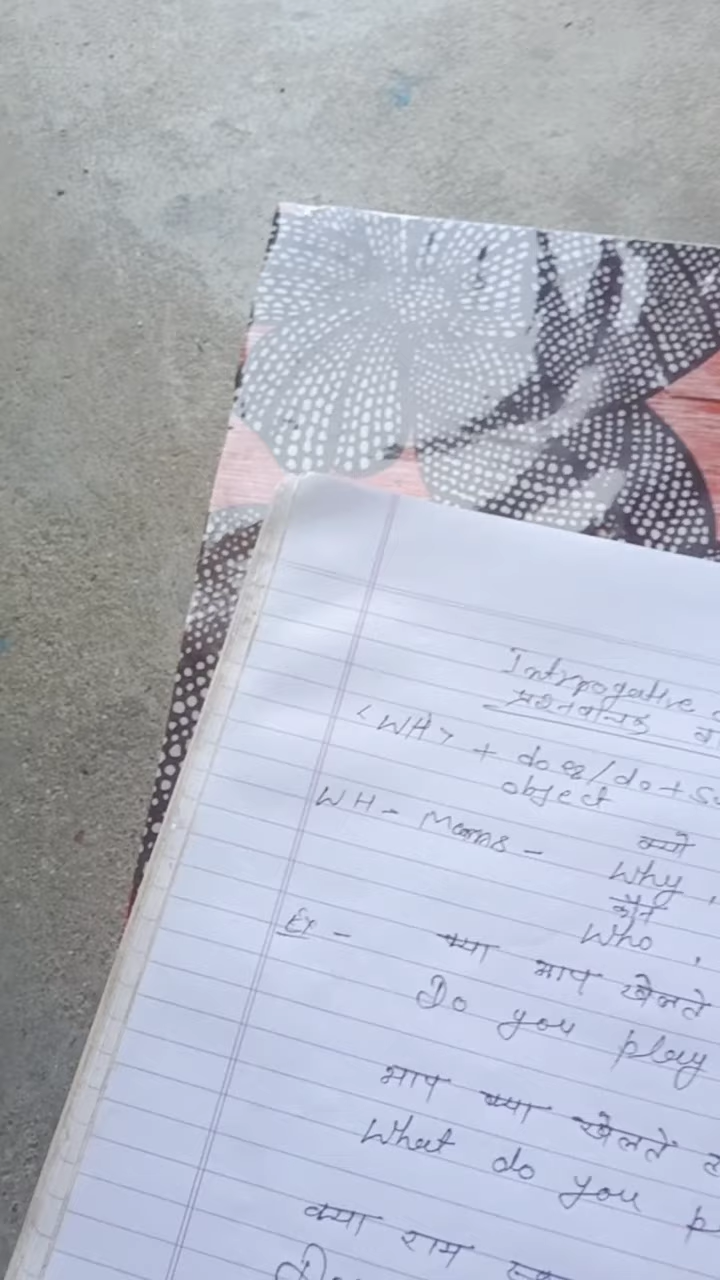 Intrrogative
प्रश्नवाचक
<WH> + does/do + S
object
WH - Means - क्यो
Why,
कौन
Who,
Ex - क्या आप खेलते
Do you play
आप क्या खेलते
What do you p
क्या राम